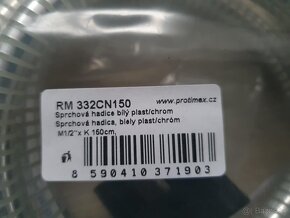 RM 332CN150
www.protimax.cz
Sprchová hadice bílý plast/chrom
Sprchová hadica, biely plast/chróm
M1/2"x K 150cm,
8 590410 371903